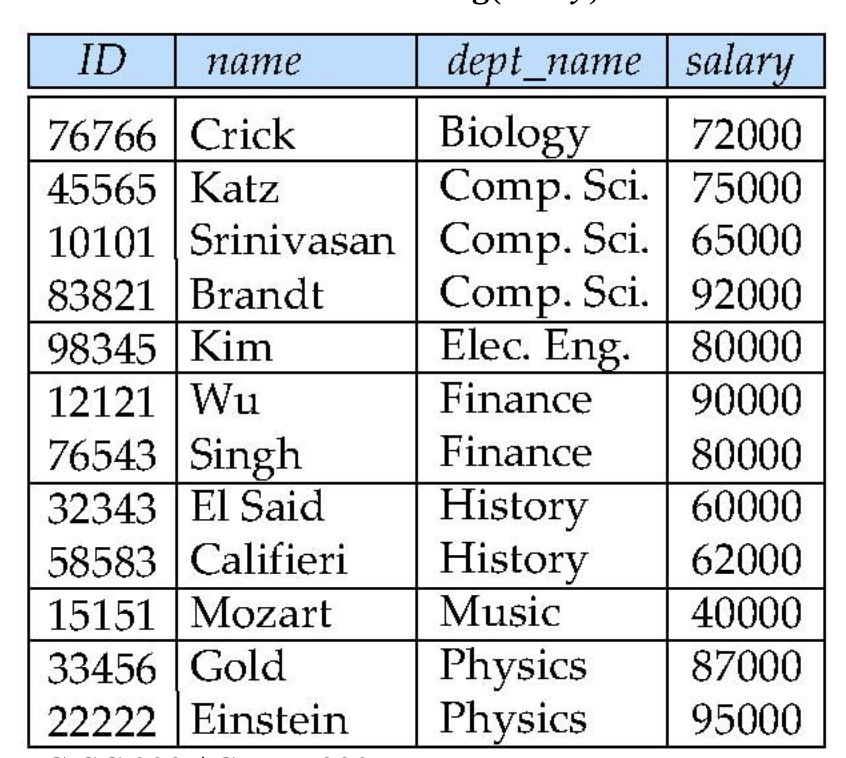 ID name dept_name salary
76766 Crick Biology 72000
45565 Katz Comp. Sci. 75000
10101 Srinivasan Comp. Sci. 65000
83821 Brandt Comp. Sci. 92000
98345 Kim Elec. Eng. 80000
12121 Wu Finance 90000
76543 Singh Finance 80000
32343 El Said History 60000
58583 Califieri History 62000
15151 Mozart Music 40000
33456 Gold Physics 87000
22222 Einstein Physics 95000